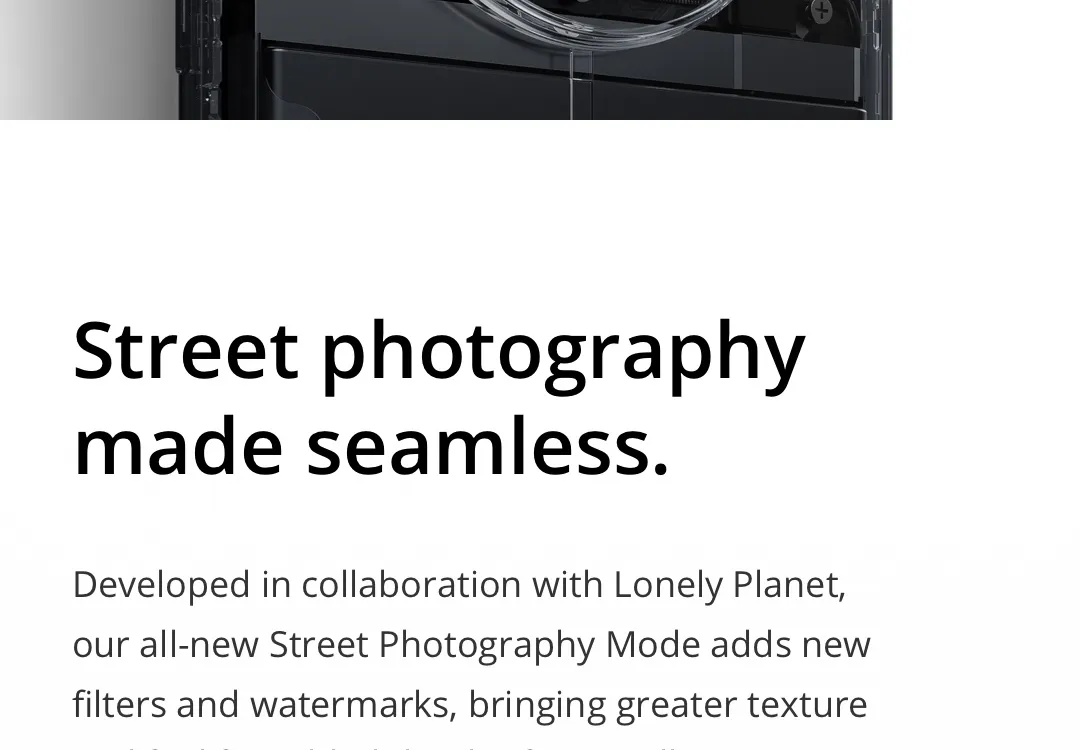 Street photography
made seamless.
Developed in collaboration with Lonely Planet,
our all-new Street Photography Mode adds new
filters and watermarks, bringing greater texture